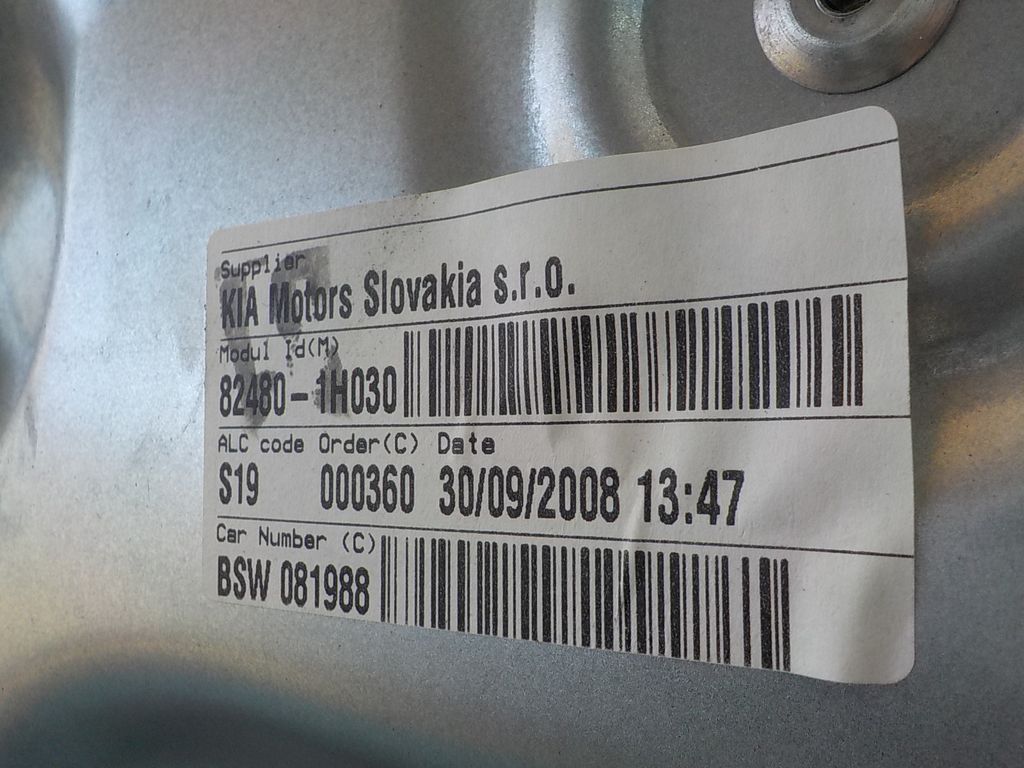 Supplier
KIA Motors Slovakia s.r.o.
Modul Id(M)
82480-1H030
ALC code Order(C) Date
S19 000360 30/09/2008 13:47
Car Number (C)
BSW 081988